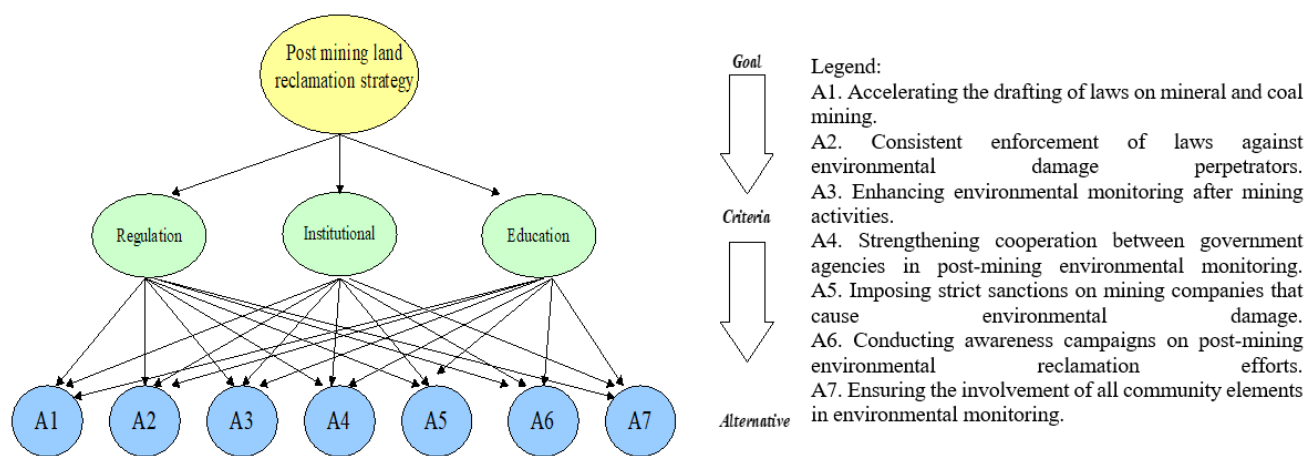 Post mining land
reclamation strategy
Regulation
Institutional
Education
A1
A2
A3
A4
A5
A6
A7
Goal
Criteria
Alternative
Legend:
A1. Accelerating the drafting of laws on mineral and coal
mining.
A2. Consistent enforcement of laws against
environmental damage perpetrators.
A3. Enhancing environmental monitoring after mining
activities.
A4. Strengthening cooperation between government
agencies in post-mining environmental monitoring.
A5. Imposing strict sanctions on mining companies that
cause environmental damage.
A6. Conducting awareness campaigns on post-mining
environmental reclamation efforts.
A7. Ensuring the involvement of all community elements
in environmental monitoring.